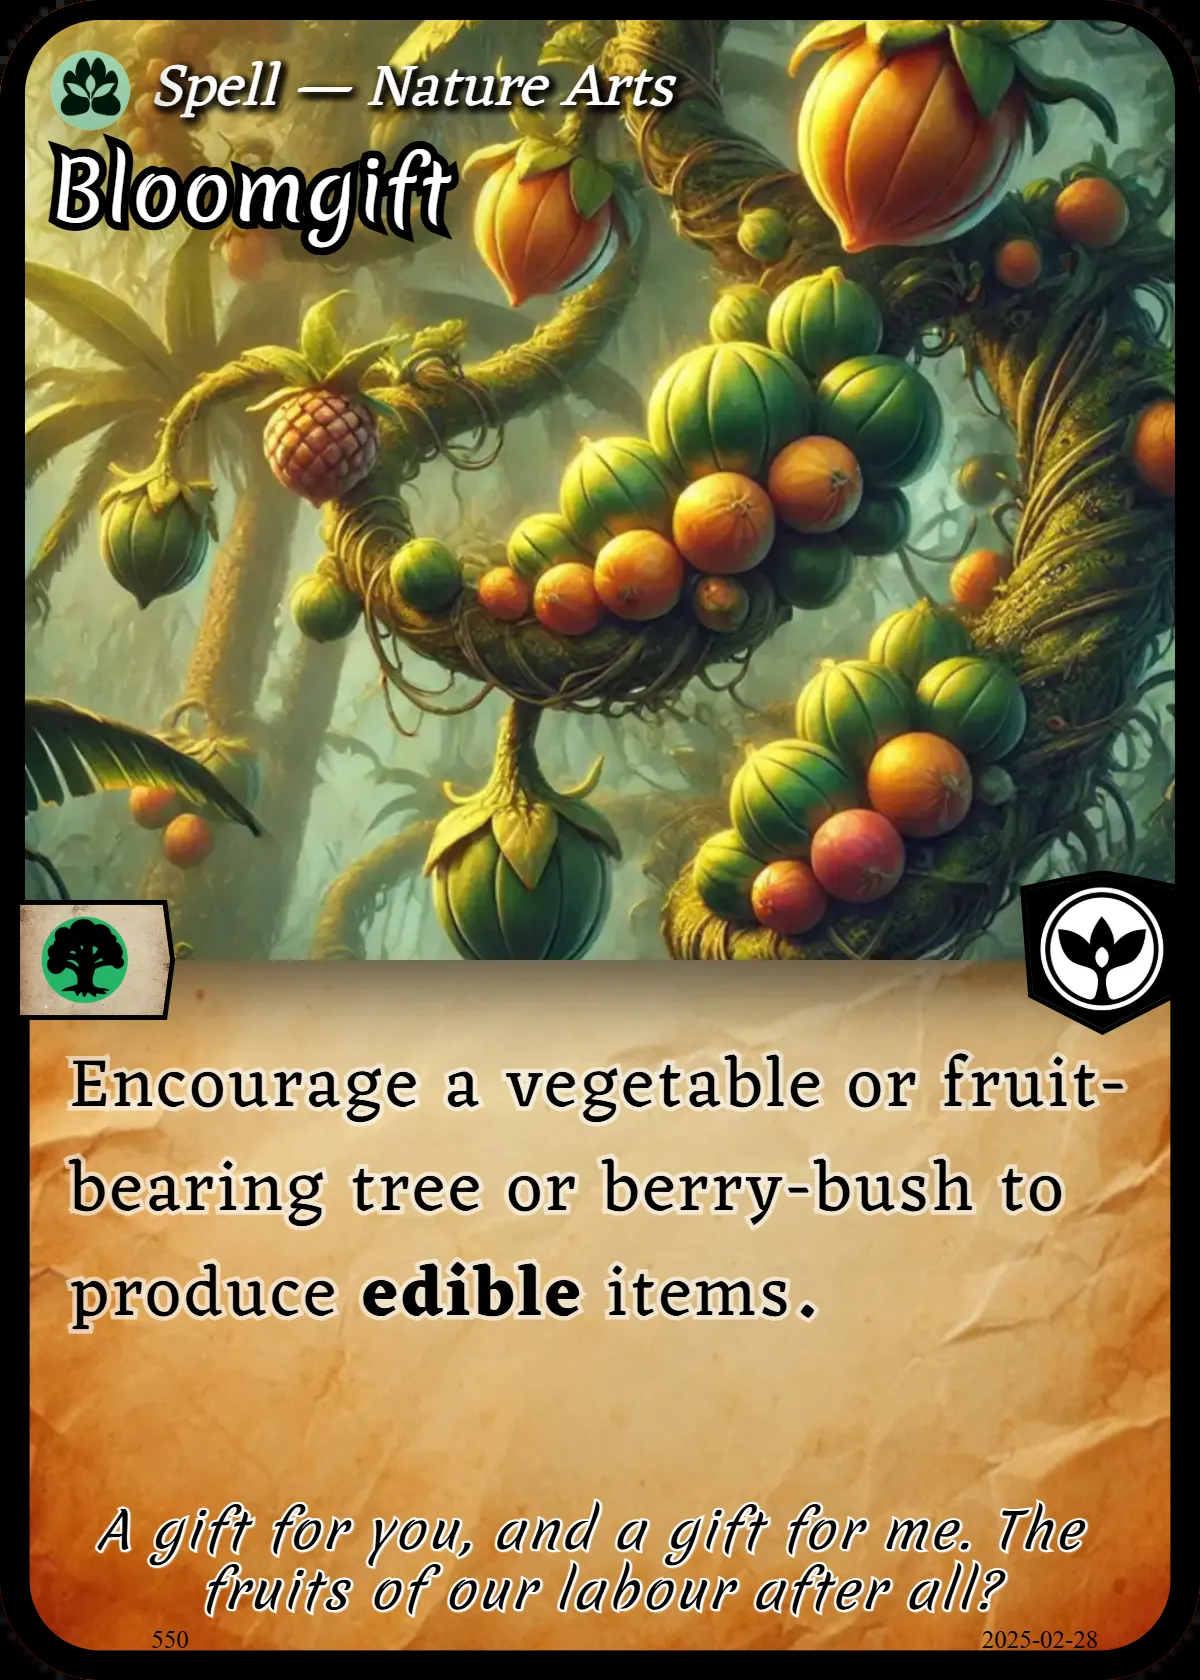 Spell — Nature Arts
Bloomgift
Encourage a vegetable or fruit-
bearing tree or berry-bush to
produce edible items.
A gift for you, and a gift for me. The
fruits of our labour after all?
550
2025-02-28